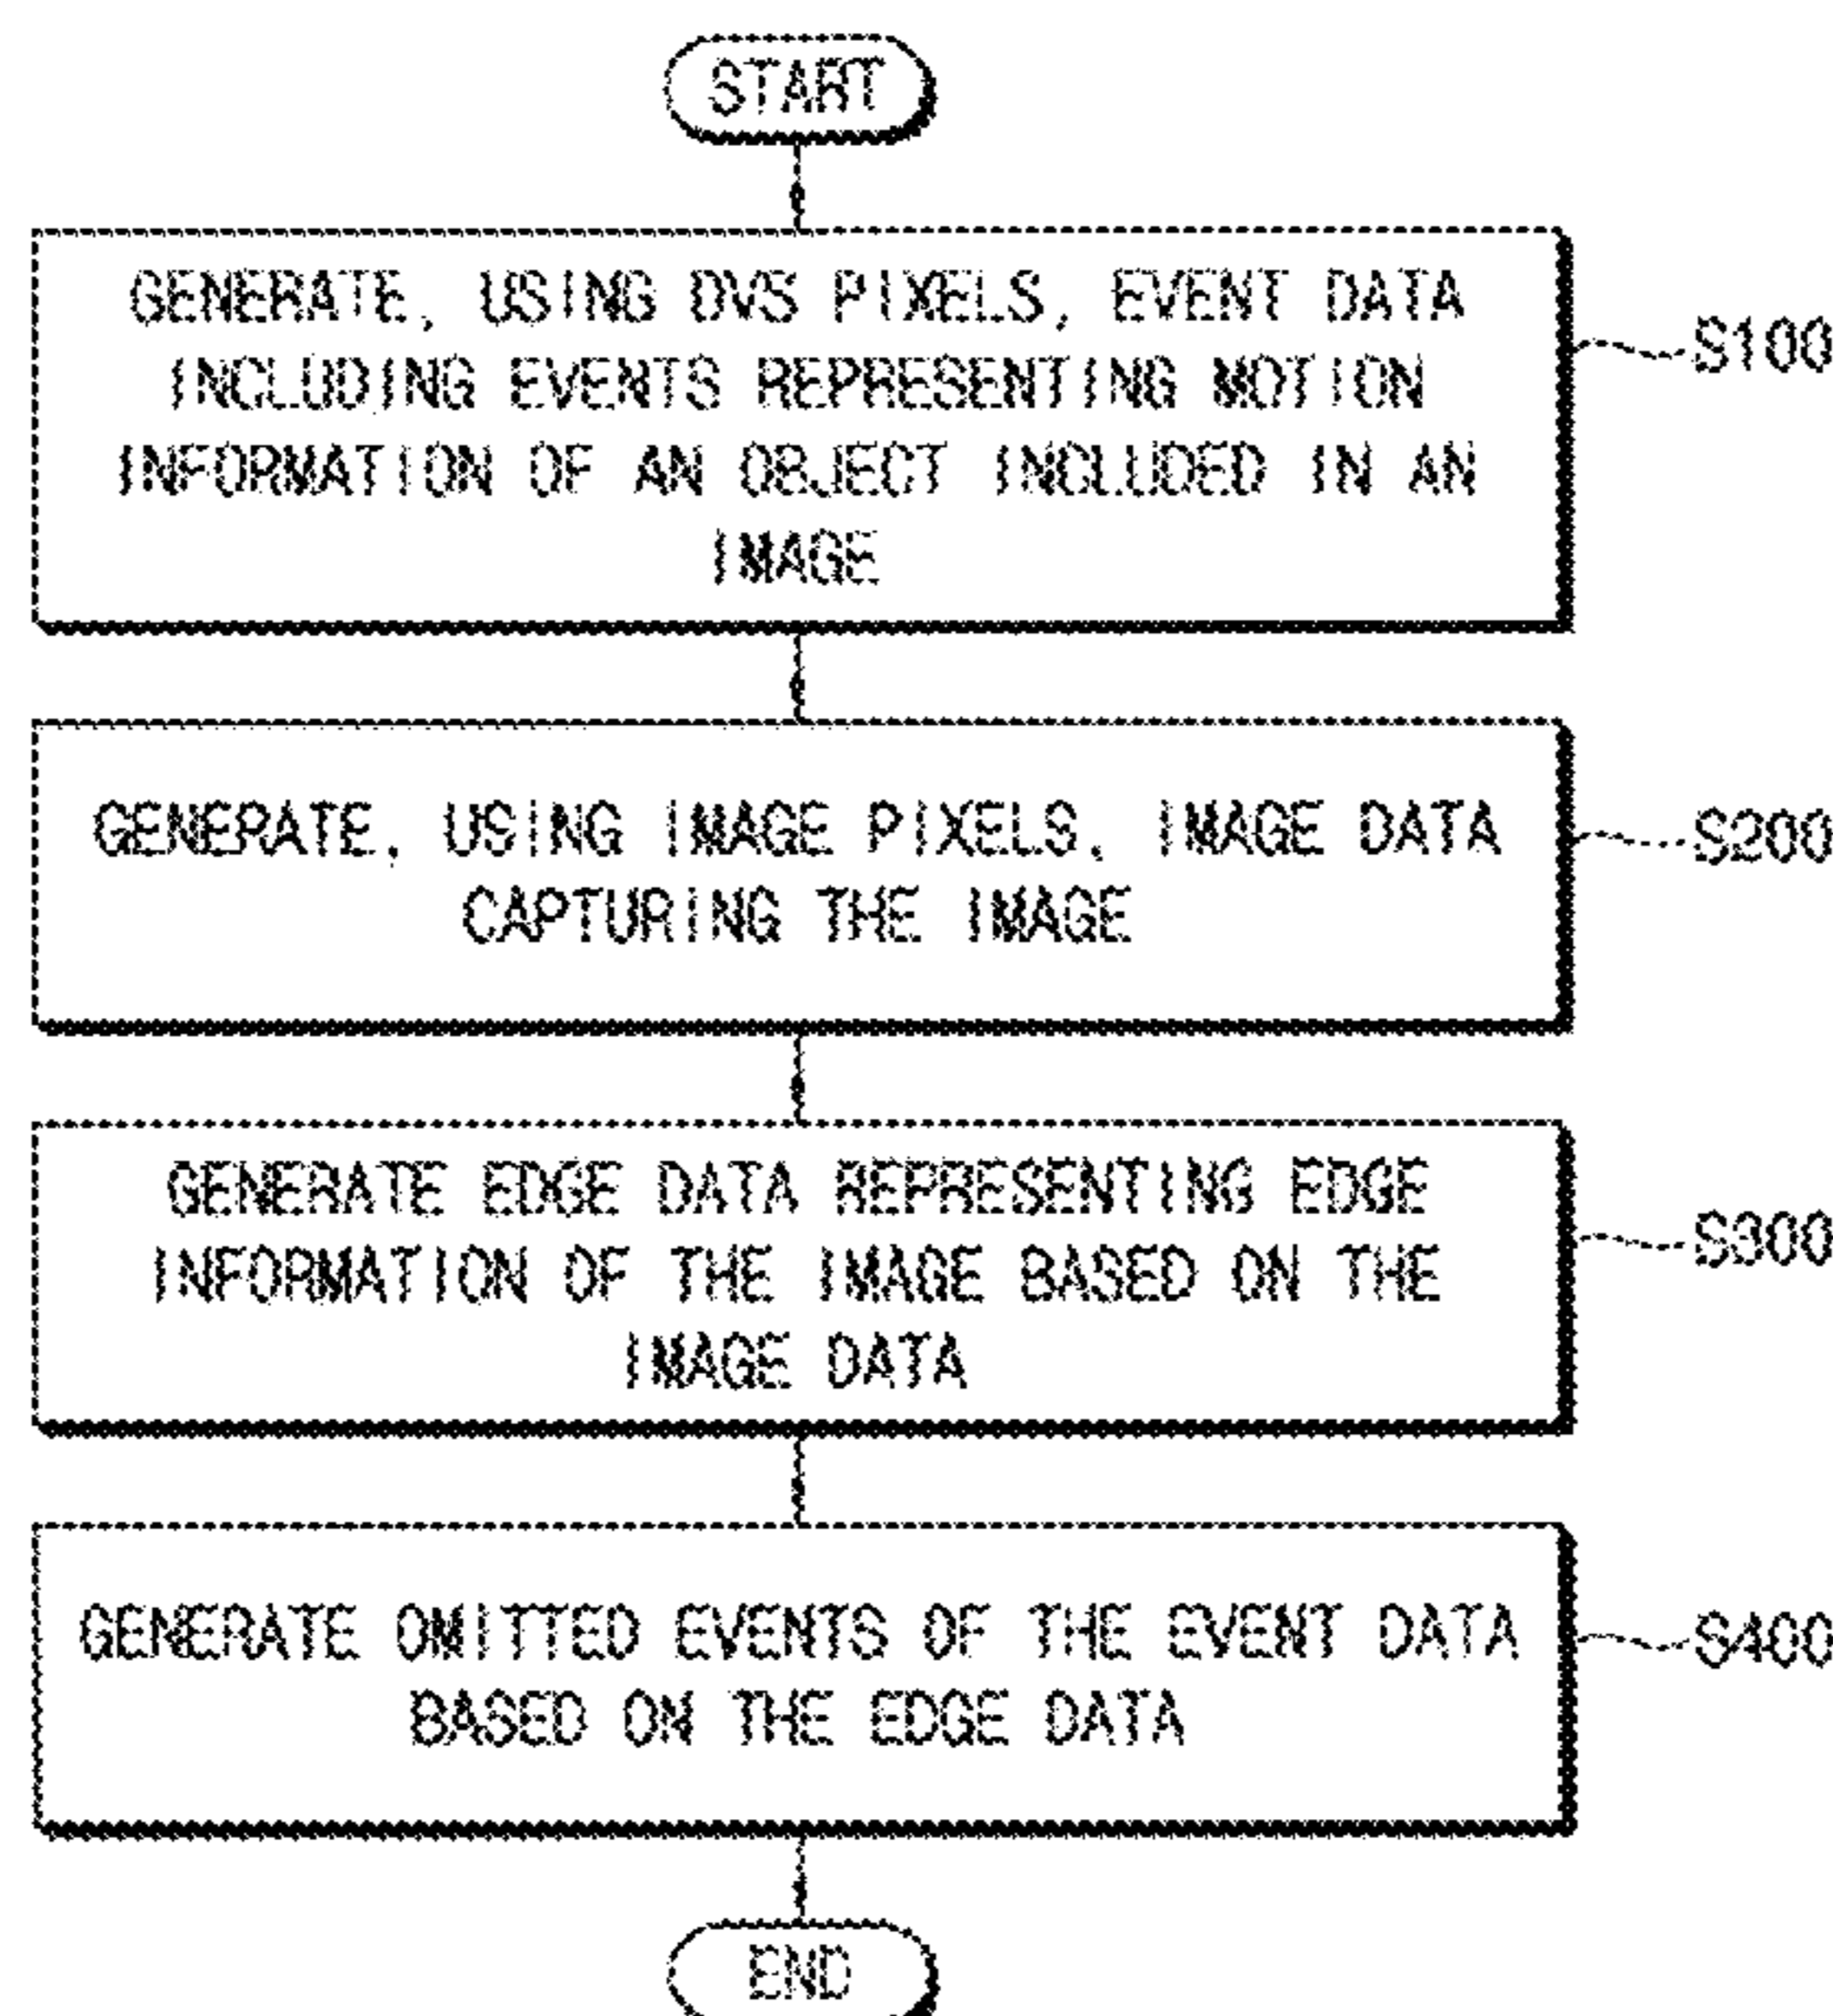 START
GENERATE, USING DVS PIXELS, EVENT DATA
INCLUDING EVENTS REPRESENTING MOTION
INFORMATION OF AN OBJECT INCLUDED IN AN
IMAGE
S100
GENERATE, USING IMAGE PIXELS, IMAGE DATA
CAPTURING THE IMAGE
S200
GENERATE EDGE DATA REPRESENTING EDGE
INFORMATION OF THE IMAGE BASED ON THE
IMAGE DATA
S300
GENERATE OMITTED EVENTS OF THE EVENT DATA
BASED ON THE EDGE DATA
S400
END